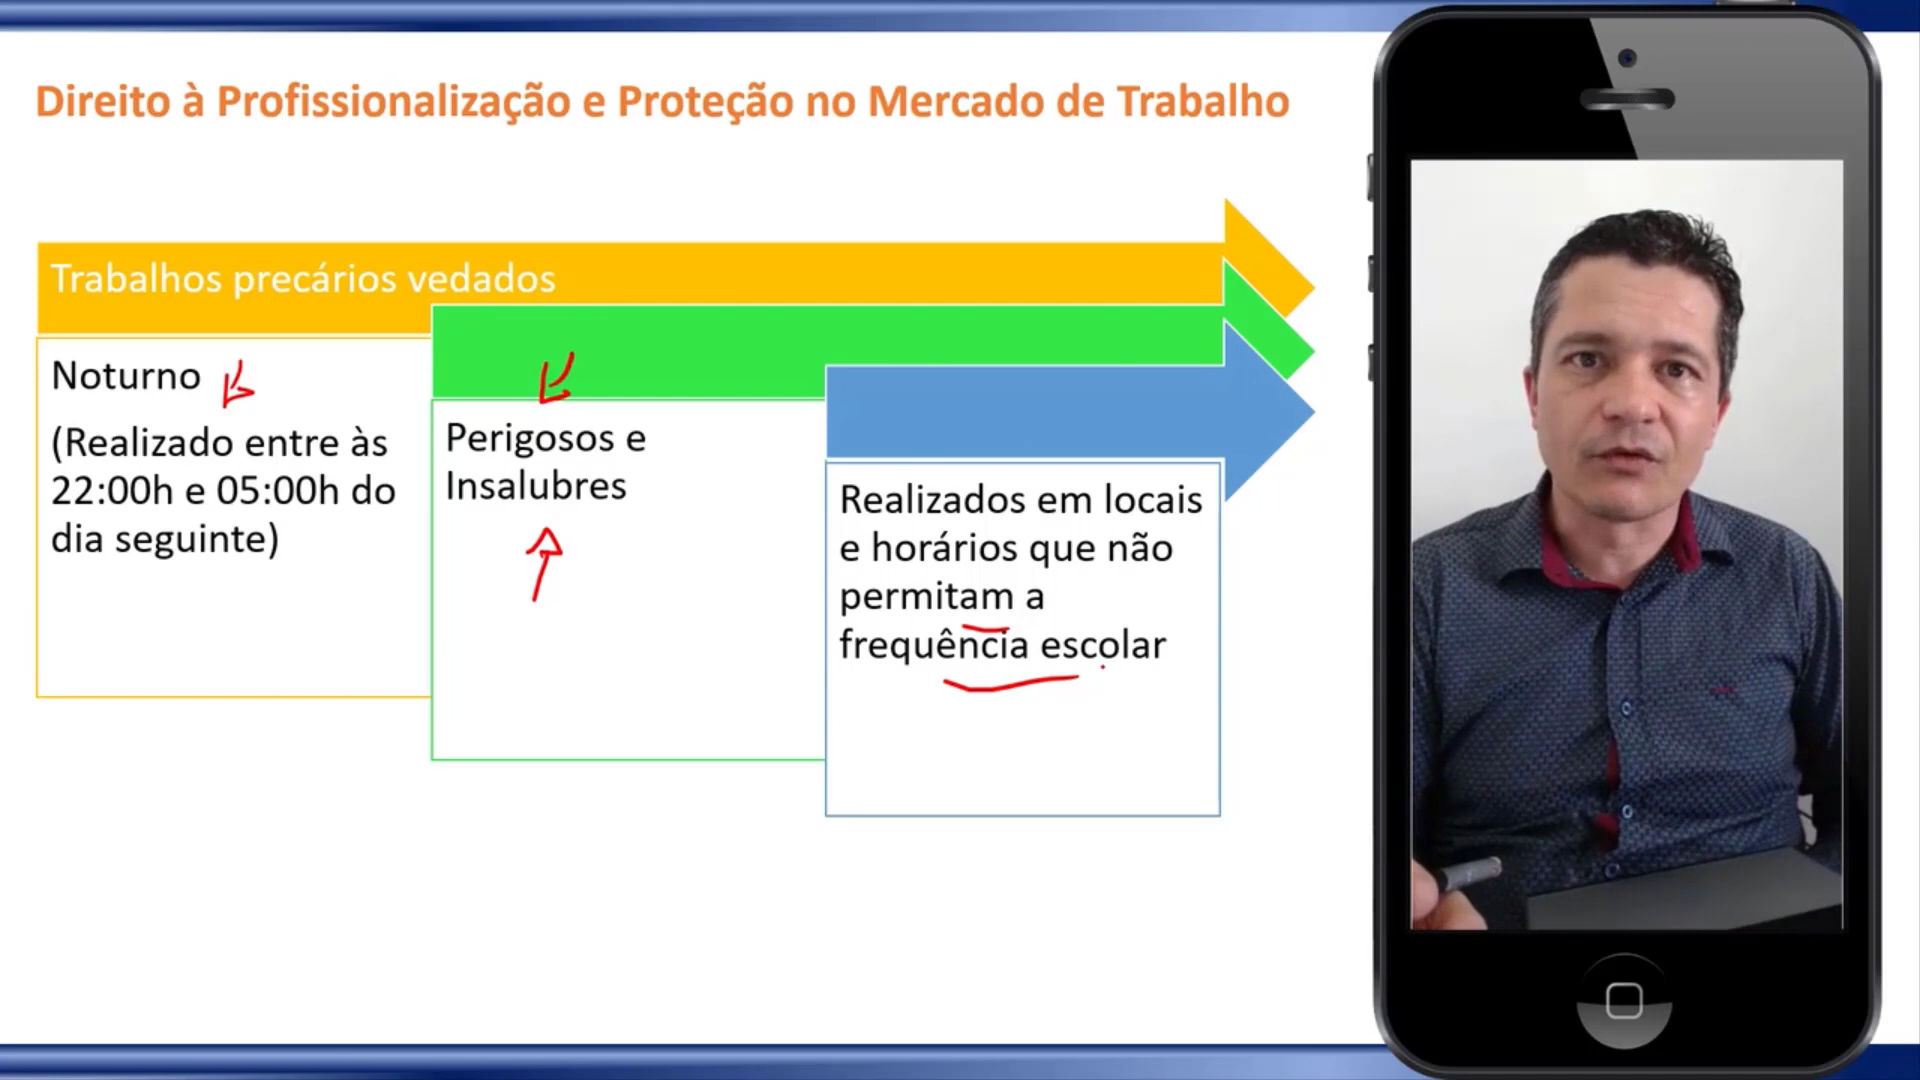 Direito à Profissionalização e Proteção no Mercado de Trabalho
Trabalhos precários vedados
Noturno
(Realizado entre às
22:00h e 05:00h do
dia seguinte)
Perigosos e
Insalubres
Realizados em locais
e horários que não
permitam a
frequência escolar